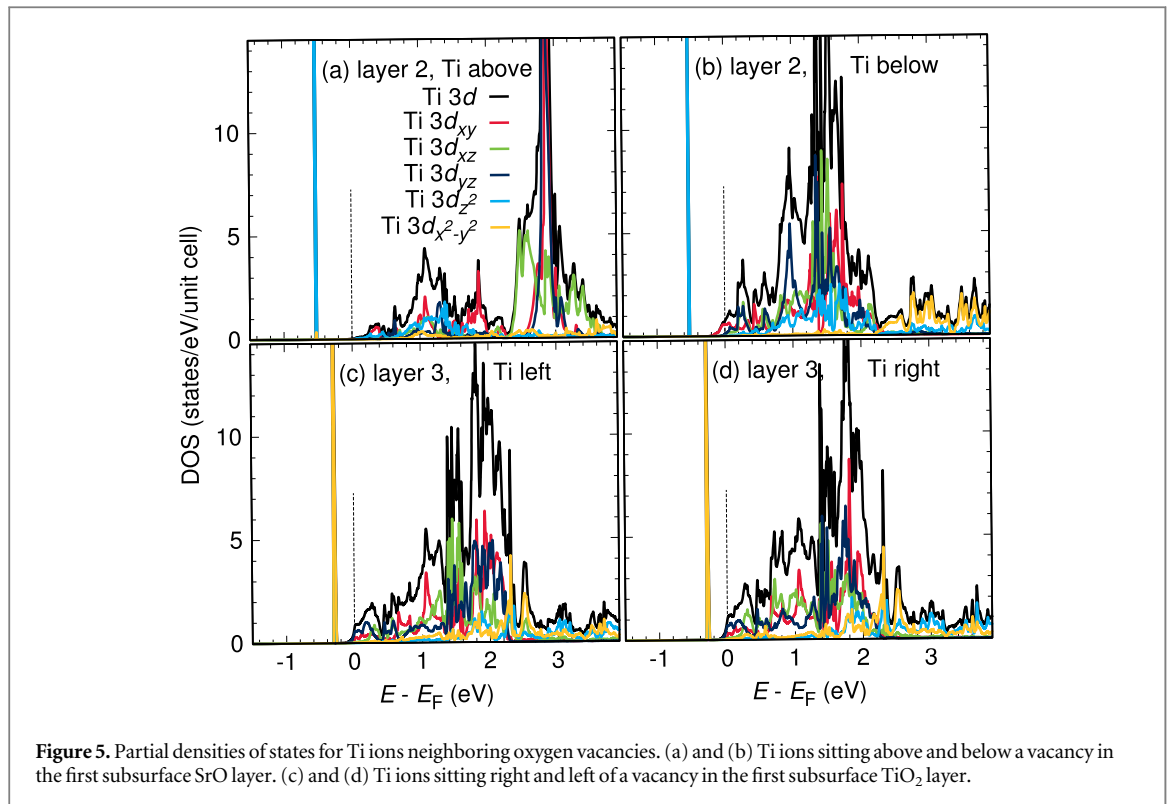 (a) layer 2, Ti above
Ti 3d
Ti 3dxy
Ti 3dxz
Ti 3dyz
Ti 3dz²
Ti 3dx²-y²
(b) layer 2, Ti below
(c) layer 3, Ti left
(d) layer 3, Ti right
DOS (states/eV/unit cell)
10
5
0
10
5
0
-1 0 1 2 3
-1 0 1 2 3
E - EF (eV)
E - EF (eV)
Figure 5. Partial densities of states for Ti ions neighboring oxygen vacancies. (a) and (b) Ti ions sitting above and below a vacancy in
the first subsurface SrO layer. (c) and (d) Ti ions sitting right and left of a vacancy in the first subsurface TiO₂ layer.